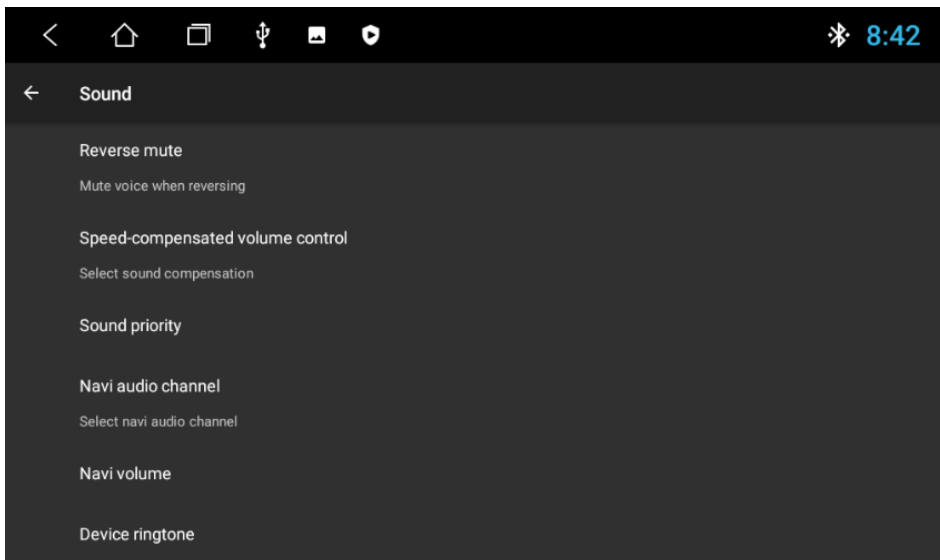 8:42
Sound
Reverse mute
Mute voice when reversing
Speed-compensated volume control
Select sound compensation
Sound priority
Navi audio channel
Select navi audio channel
Navi volume
Device ringtone